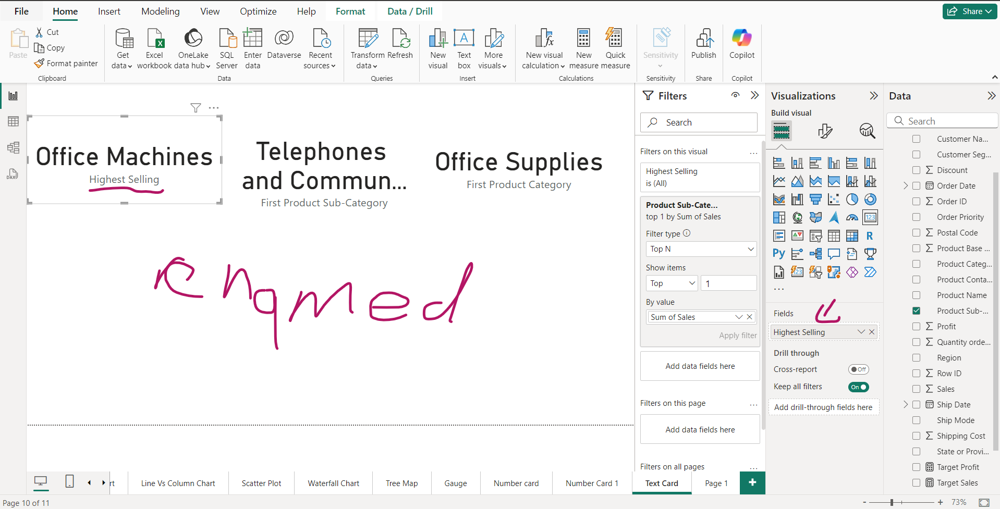 File Home Insert Modeling View Optimize Help Format Data / Drill Share
Paste Cut
Copy
Format painter
Get data
Excel workbook
OneLake data hub
SQL Server
Enter data
Dataverse
Recent sources
Transform data
Refresh
New visual
Text box
More visuals
New visual calculation
New measure
Quick measure
Sensitivity
Publish
Copilot
Clipboard Data Queries Insert Calculations Sensitivity Share Copilot
DAX
Office Machines
Highest Selling
Telephones
and Commun...
First Product Sub-Category
Office Supplies
First Product Category
Filters
Search
Filters on this visual ...
Highest Selling
is (All)
Product Sub-Cate...
top 1 by Sum of Sales
Filter type
Top N
Show items
Top 1
By value
Sum of Sales
Apply filter
Add data fields here
Filters on this page ...
Add data fields here
Filters on all pages ...
Visualizations
Build visual
123
R
Py
123
...
Fields
Highest Selling
Drill through
Cross-report Off
Keep all filters On
Add drill-through fields here
Data
Search
Customer Na...
Customer Seg...
Discount
Order Date
Order ID
Order Priority
Postal Code
Product Base ...
Product Categ...
Product Conta...
Product Name
Product Sub-...
Profit
Quantity orde...
Region
Row ID
Sales
Ship Date
Ship Mode
Shipping Cost
State or Provi...
Target Profit
Target Sales
rt Line Vs Column Chart Scatter Plot Waterfall Chart Tree Map Gauge Number card Number Card 1 Text Card Page 1 +
Page 10 of 11 - + 73%